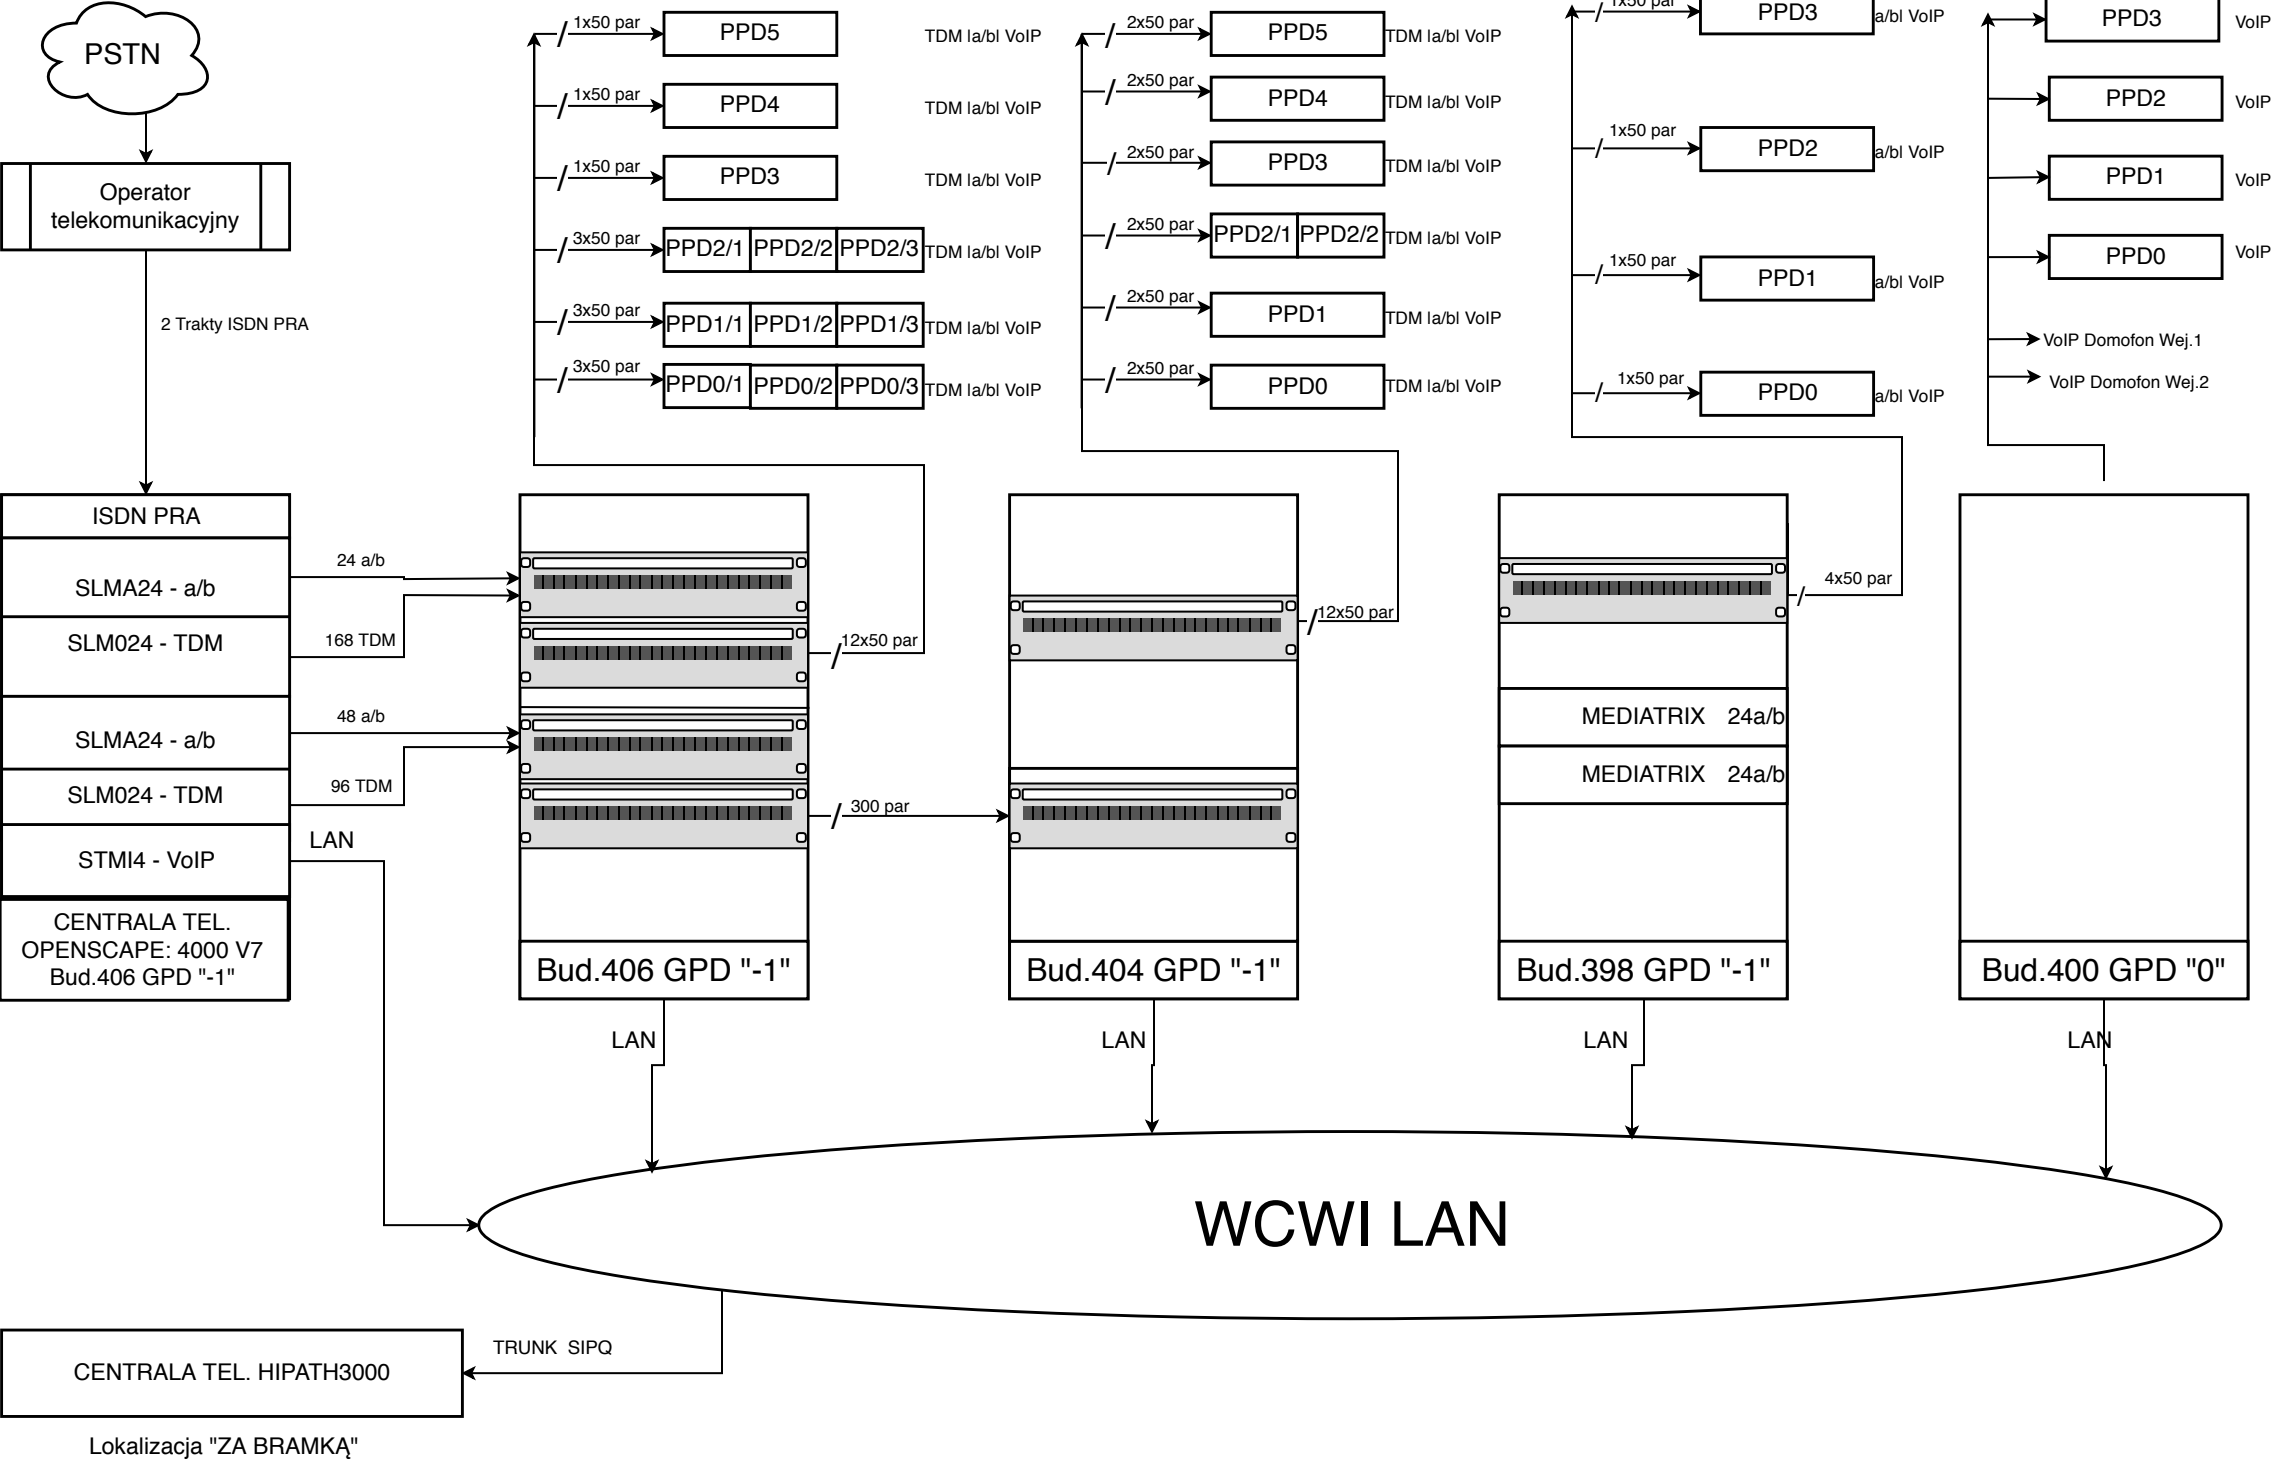 PSTN
Operator
telekomunikacyjny
2 Trakty ISDN PRA
1x50 par
PPD5
TDM la/bl VoIP
1x50 par
PPD4
TDM la/bl VoIP
1x50 par
PPD3
TDM la/bl VoIP
3x50 par
PPD2/1 PPD2/2 PPD2/3
TDM la/bl VoIP
3x50 par
PPD1/1 PPD1/2 PPD1/3
TDM la/bl VoIP
3x50 par
PPD0/1 PPD0/2 PPD0/3
TDM la/bl VoIP
2x50 par
PPD5
TDM la/bl VoIP
2x50 par
PPD4
TDM la/bl VoIP
2x50 par
PPD3
TDM la/bl VoIP
2x50 par
PPD2/1 PPD2/2
TDM la/bl VoIP
2x50 par
PPD1
TDM la/bl VoIP
2x50 par
PPD0
TDM la/bl VoIP
1x50 par
PPD3
a/bl VoIP
1x50 par
PPD2
a/bl VoIP
1x50 par
PPD1
a/bl VoIP
1x50 par
PPD0
a/bl VoIP
PPD3
VoIP
PPD2
VoIP
PPD1
VoIP
PPD0
VoIP
VoIP Domofon Wej.1
VoIP Domofon Wej.2
ISDN PRA
SLMA24 - a/b
24 a/b
SLM024 - TDM
168 TDM
SLMA24 - a/b
48 a/b
SLM024 - TDM
96 TDM
STMI4 - VoIP
LAN
CENTRALA TEL.
OPENSCAPE: 4000 V7
Bud.406 GPD "-1"
12x50 par
300 par
Bud.406 GPD "-1"
12x50 par
Bud.404 GPD "-1"
4x50 par
MEDIATRIX 24a/b
MEDIATRIX 24a/b
Bud.398 GPD "-1"
Bud.400 GPD "0"
LAN
LAN
LAN
LAN
WCWI LAN
TRUNK SIPQ
CENTRALA TEL. HIPATH3000
Lokalizacja "ZA BRAMKĄ"